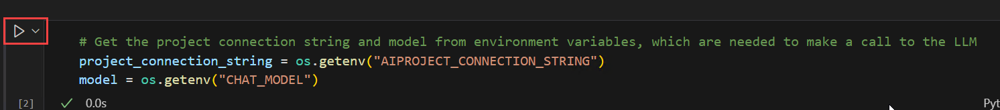 # Get the project connection string and model from environment variables, which are needed to make a call to the LLM
project_connection_string = os.getenv("AIPROJECT_CONNECTION_STRING")
model = os.getenv("CHAT_MODEL")
[2] 0.0s Pyt